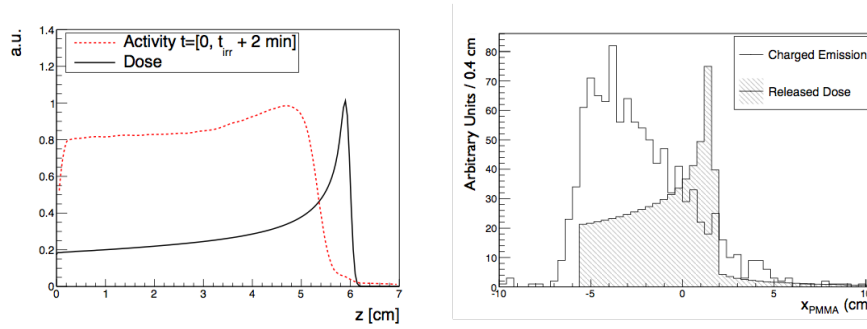 a.u.
1.4
1.2
1
0.8
0.6
0.4
0.2
0
Activity t=[0, t_irr + 2 min]
Dose
0 1 2 3 4 5 6 7
z [cm]
Arbitrary Units / 0.4 cm
80
70
60
50
40
30
20
10
0
Charged Emission
Released Dose
-10 -5 0 5 10
x_PMMA (cm